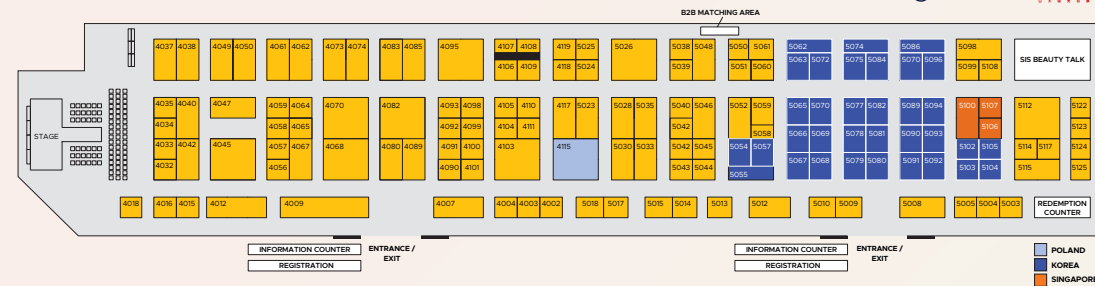 B2B MATCHING AREA
4037 4038 4049 4050 4061 4062 4073 4074 4083 4085 4095 4107 4108 4119 5025 5026 5038 5048 5050 5061 5062 5074 5086 5098
5063 5072 5075 5084 5070 5096
4106 4109 4118 5024 5039 5051 5060 5099 5108
SIS BEAUTY TALK
4035 4040 4047 4059 4064 4070 4082 4093 4098 4105 4110 4117 5023 5028 5035 5040 5046 5052 5059 5065 5070 5077 5082 5089 5094 5100 5107 5112 5122
4034 4058 4065 4092 4099 4104 4111 5042 5058 5066 5069 5078 5081 5090 5093 5106 5123
STAGE
4033 4042 4045 4057 4067 4068 4080 4089 4091 4100 4103 4115 5030 5033 5042 5045 5054 5057 5102 5105 5114 5117 5124
4032 4056 4090 4101 5043 5044 5055 5067 5068 5079 5080 5091 5092 5103 5104 5115 5125
4018 4016 4015 4012 4009 4007 4004 4003 4002 5018 5017 5015 5014 5013 5012 5010 5009 5008 5005 5004 5003
REDEMPTION
COUNTER
INFORMATION COUNTER
REGISTRATION
ENTRANCE /
EXIT
INFORMATION COUNTER
REGISTRATION
ENTRANCE /
EXIT
POLAND
KOREA
SINGAPORE